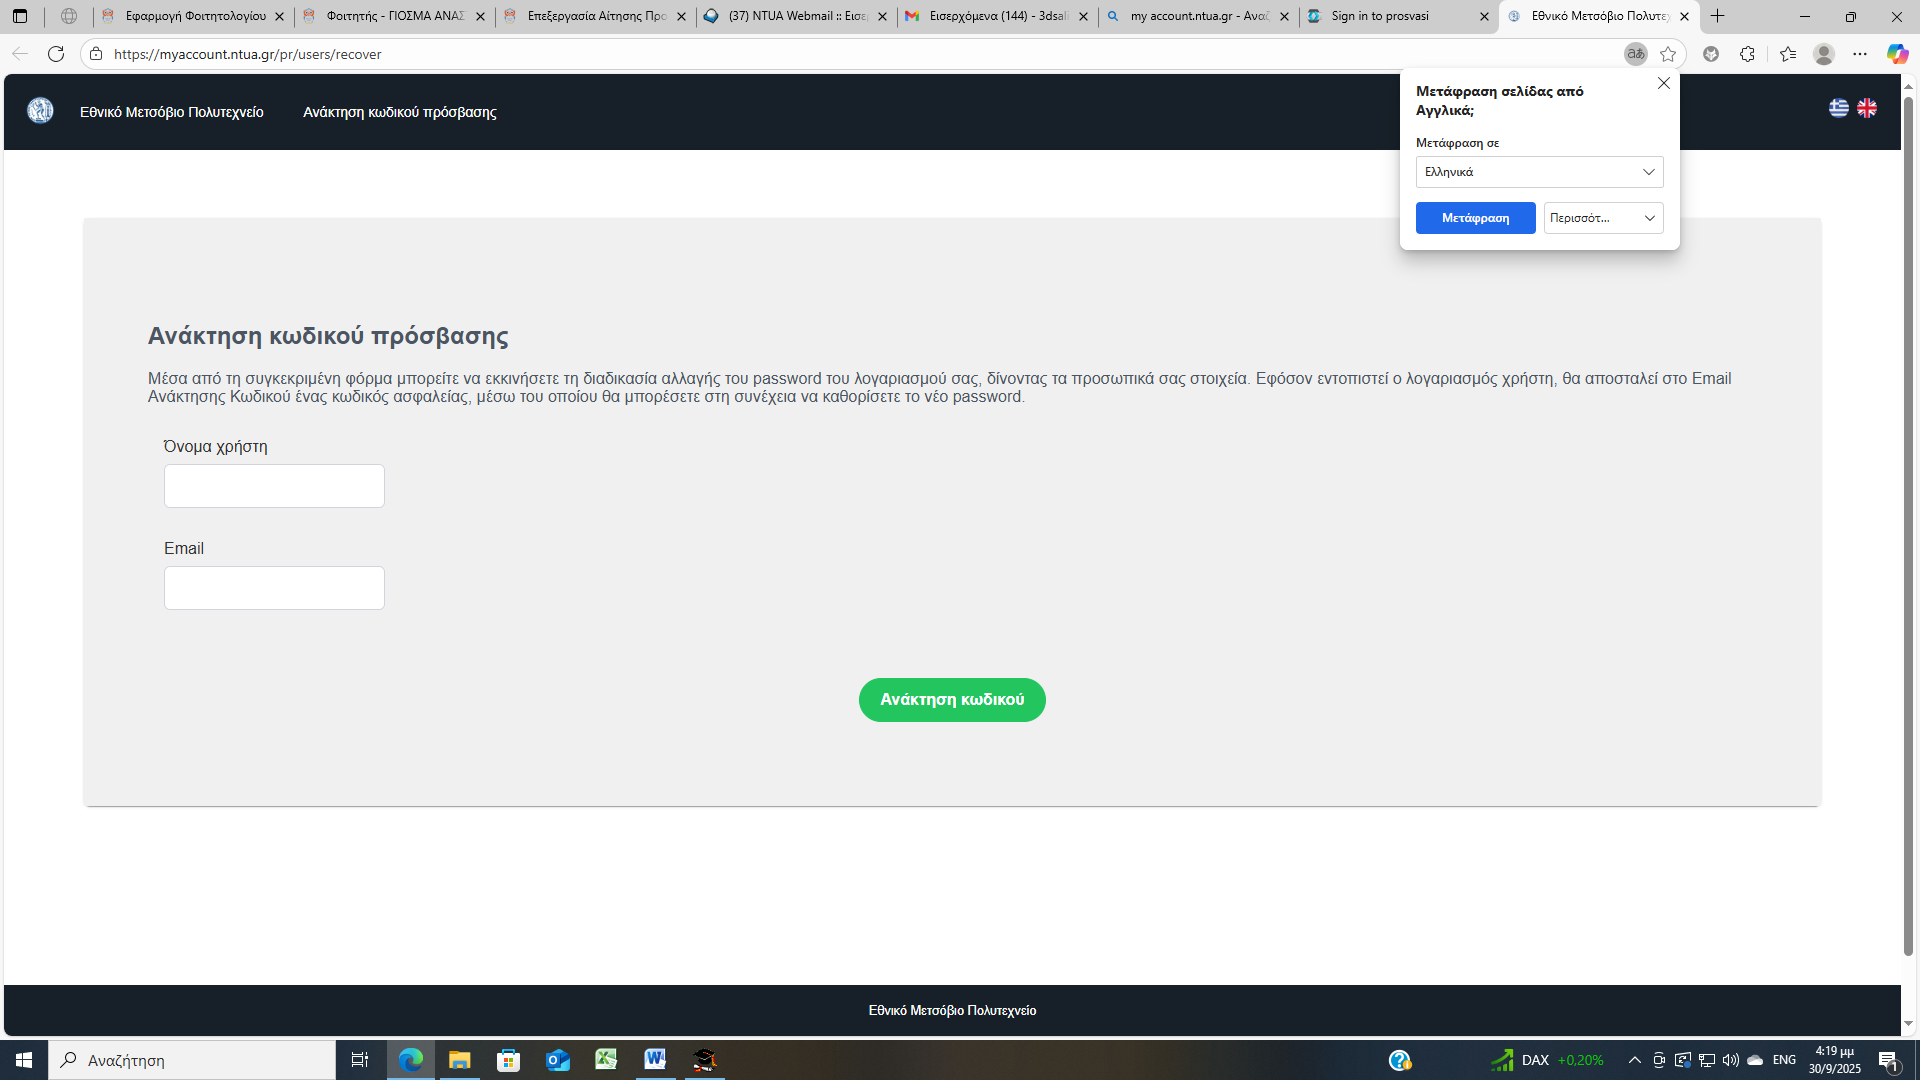 Εφαρμογή Φοιτητολογίου
Φοιτητής - ΓΙΟΣΜΑ ΑΝΑΣ
Επεξεργασία Αίτησης Προ
(37) NTUA Webmail :: Εισε
Εισερχόμενα (144) - 3dsali
my account.ntua.gr - Αναζ
Sign in to prosvasi
Εθνικό Μετσόβιο Πολυτεχ
https://myaccount.ntua.gr/pr/users/recover
Εθνικό Μετσόβιο Πολυτεχνείο
Ανάκτηση κωδικού πρόσβασης
Μετάφραση σελίδας από
Αγγλικά;
Μετάφραση σε
Ελληνικά
Μετάφραση
Περισσότ...
Ανάκτηση κωδικού πρόσβασης
Μέσα από τη συγκεκριμένη φόρμα μπορείτε να εκκινήσετε τη διαδικασία αλλαγής του password του λογαριασμού σας, δίνοντας τα προσωπικά σας στοιχεία. Εφόσον εντοπιστεί ο λογαριασμός χρήστη, θα αποσταλεί στο Email
Ανάκτησης Κωδικού ένας κωδικός ασφαλείας, μέσω του οποίου θα μπορέσετε στη συνέχεια να καθορίσετε το νέο password.
Όνομα χρήστη
Email
Ανάκτηση κωδικού
Εθνικό Μετσόβιο Πολυτεχνείο
Αναζήτηση
DAX +0,20%
ENG
4:19 μμ
30/9/2025
1